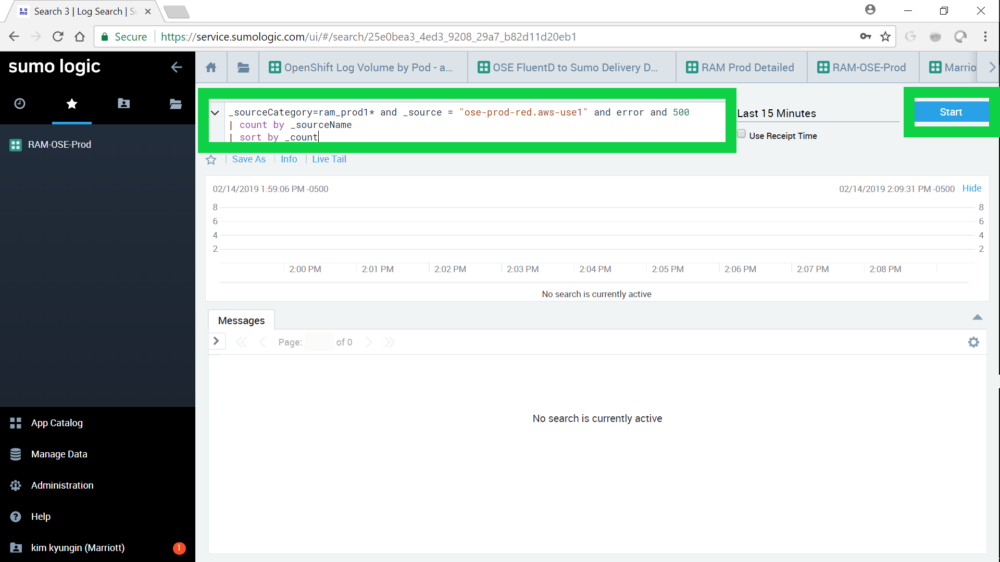 su
mo
Search 3 | Log Search | S
Secure
https://service.sumologic.com/ui/#/search/25e0bea3_4ed3_9208_29a7_b82d11d20eb1
sumo logic
OpenShift Log Volume by Pod - a...
OSE FluentD to Sumo Delivery D...
RAM Prod Detailed
RAM-OSE-Prod
Marrio
_sourceCategory=ram_prod1* and _source = "ose-prod-red.aws-use1" and error and 500
| count by _sourceName
| sort by _count
Last 15 Minutes
Start
Use Receipt Time
RAM-OSE-Prod
Save As
Info
Live Tail
02/14/2019 1:59:06 PM -0500
02/14/2019 2:09:31 PM -0500
Hide
8
8
6
6
4
4
2
2
2:00 PM
2:01 PM
2:02 PM
2:03 PM
2:04 PM
2:05 PM
2:06 PM
2:07 PM
2:08 PM
No search is currently active
Messages
Page:
of 0
No search is currently active
App Catalog
Manage Data
Administration
Help
kim kyungin (Marriott)
1